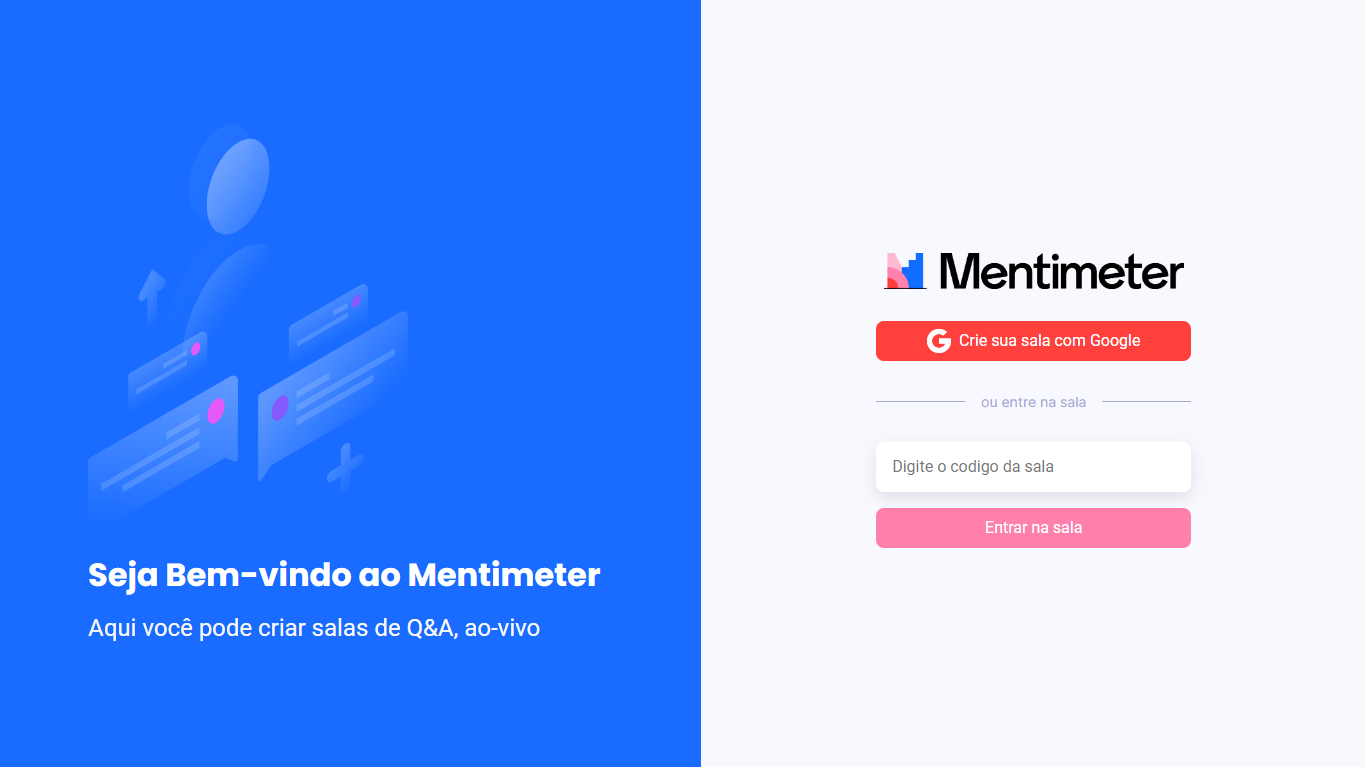 Seja Bem-vindo ao Mentimeter
Aqui você pode criar salas de Q&A, ao-vivo
Mentimeter
Crie sua sala com Google
ou entre na sala
Digite o codigo da sala
Entrar na sala